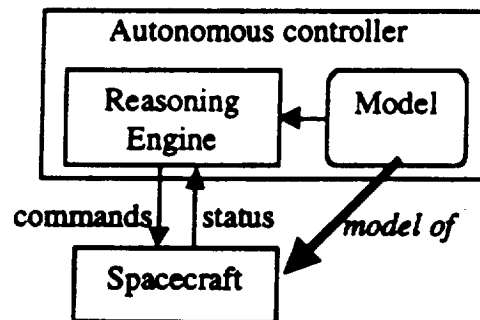 Autonomous controller
Reasoning
Engine
Model
commands
status
model of
Spacecraft